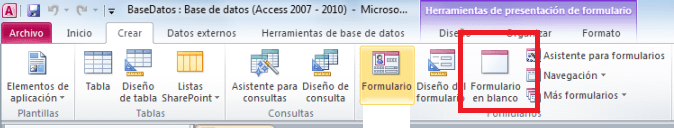 A BaseDatos : Base de datos (Access 2007 - 2010) - Microso... Herramientas de presentación de formulario
Archivo Inicio Crear Datos externos Herramientas de base de datos Diseño Organizar Formato
Elementos de aplicación
Tabla
Diseño de tabla
Listas SharePoint
Asistente para consultas
Diseño de consulta
Formulario
Diseño del formulario
Formulario en blanco
Asistente para formularios
Navegación
Más formularios
Plantillas Tablas Consultas Formularios